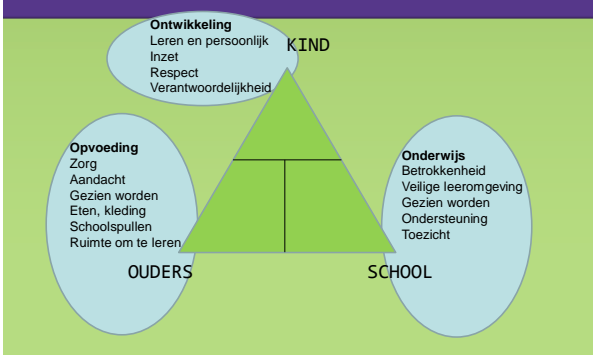 Ontwikkeling
Leren en persoonlijk
Inzet
Respect
Verantwoordelijkheid
KIND
Opvoeding
Zorg
Aandacht
Gezien worden
Eten, kleding
Schoolspullen
Ruimte om te leren
OUDERS
Onderwijs
Betrokkenheid
Veilige leeromgeving
Gezien worden
Ondersteuning
Toezicht
SCHOOL